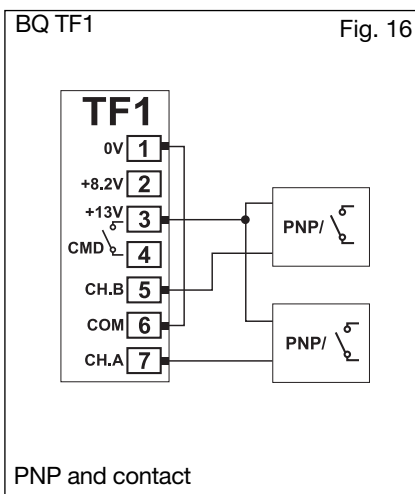 BQ TF1
Fig. 16
TF1
0V 1
+8.2V 2
+13V 3
CMD 4
CH.B 5
COM 6
CH.A 7
PNP/
PNP/
PNP and contact